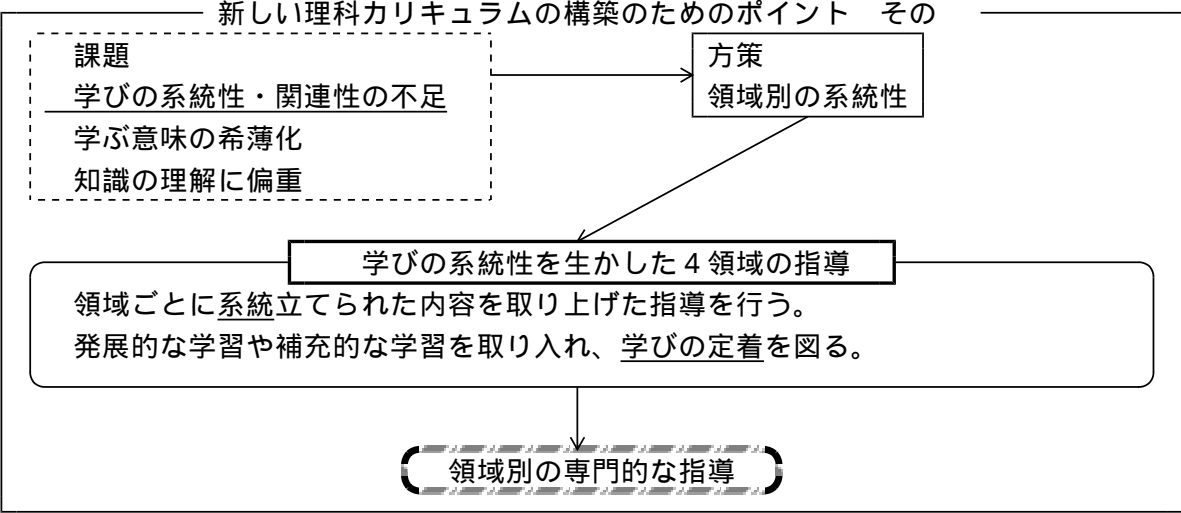 新しい理科カリキュラムの構築のためのポイント　その
課題
学びの系統性・関連性の不足
学ぶ意味の希薄化
知識の理解に偏重
方策
領域別の系統性
学びの系統性を生かした４領域の指導
領域ごとに系統立てられた内容を取り上げた指導を行う。
発展的な学習や補充的な学習を取り入れ、学びの定着を図る。
領域別の専門的な指導